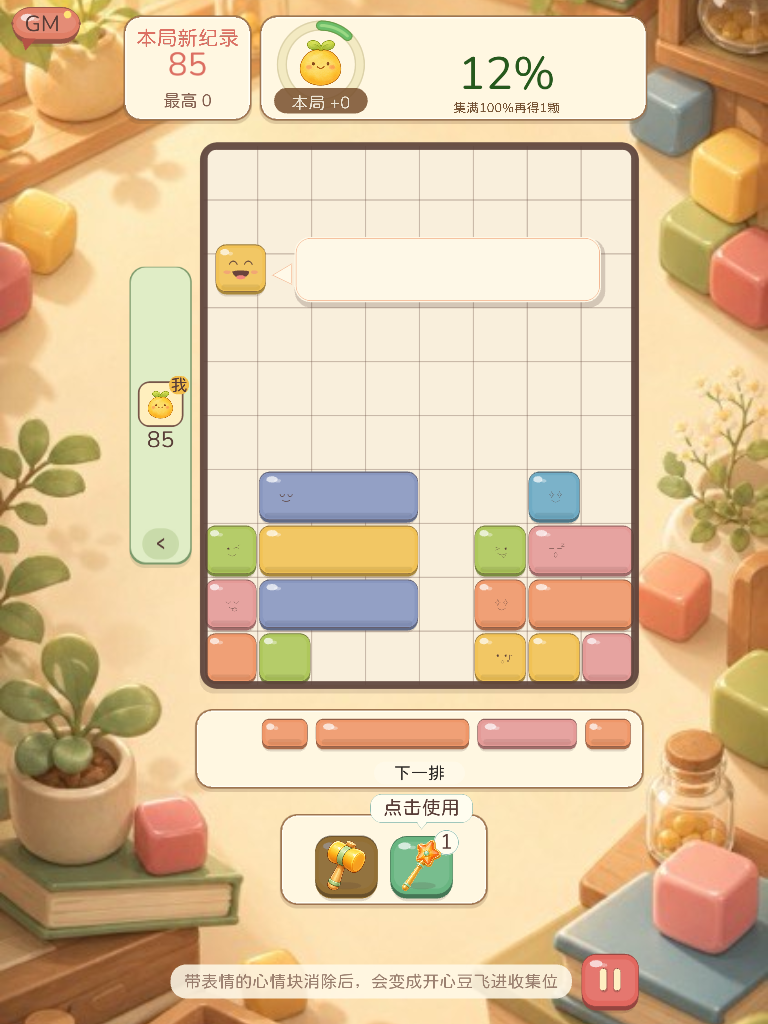 GM
本局新纪录
85
最高 0
本局 +0
12%
集满100%再得1颗
我
85
<
下一排
点击使用
1
带表情的心情块消除后，会变成开心豆飞进收集位